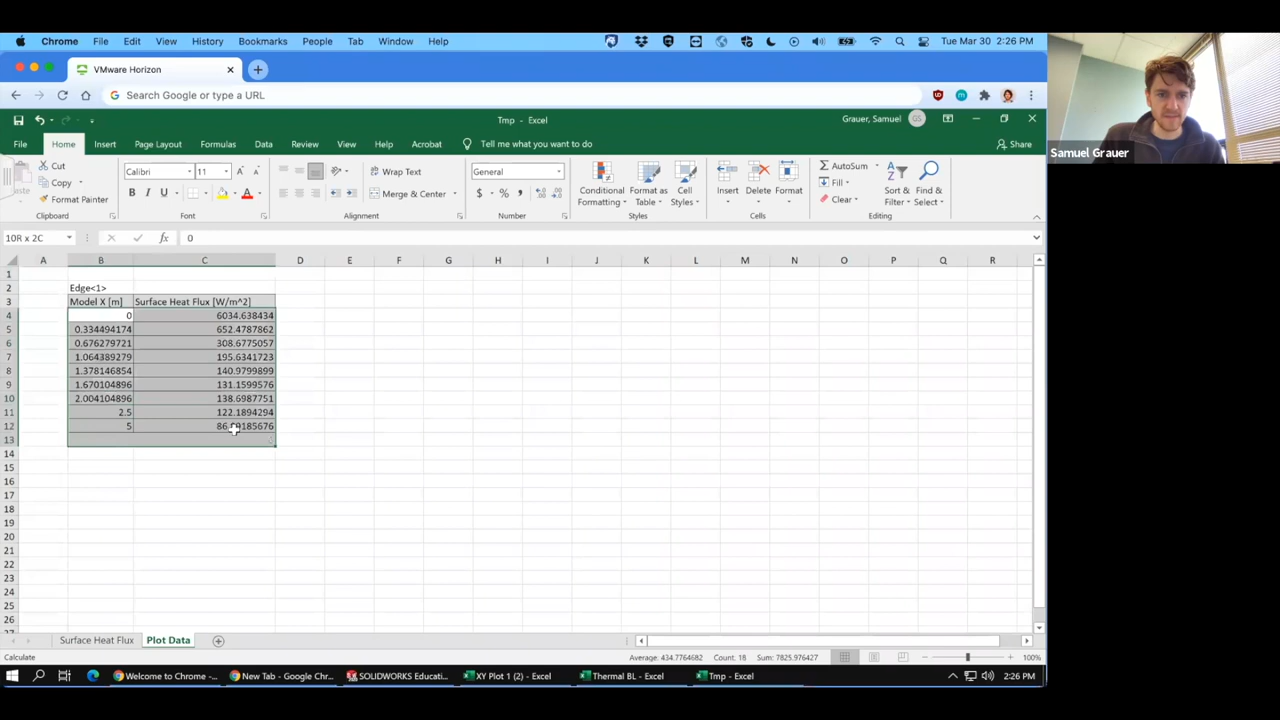 Chrome File Edit View History Bookmarks People Tab Window Help Tue Mar 30 2:26 PM
VMware Horizon
Search Google or type a URL
Tmp - Excel Grauer, Samuel GS
File Home Insert Page Layout Formulas Data Review View Help Acrobat Tell me what you want to do Share
Cut Calibri 11 Wrap Text General AutoSum
Copy Merge & Center Fill
Format Painter Clear
Conditional Formatting Format as Table Cell Styles Insert Delete Format Sort & Filter Find & Select
Clipboard Font Alignment Number Styles Cells Editing
10R x 2C fx 0
A B C D E F G H I J K L M N O P Q R
1
2 Edge<1>
3 Model X [m] Surface Heat Flux [W/m^2]
4 0 6034.638434
5 0.334494174 652.4787862
6 0.676279721 308.6775057
7 1.064389279 195.6341723
8 1.378146854 140.9799899
9 1.670104896 131.1599576
10 2.004104896 138.6987751
11 2.5 122.1894294
12 5
13
14
15
16
17
18
19
20
21
22
23
24
25
26
Surface Heat Flux Plot Data
Calculate Average: 434.7764682 Count: 18 Sum: 7825.976427 100%
Welcome to Chrome -... New Tab - Google Chr... SOLIDWORKS Educati... XY Plot 1 (2) - Excel Thermal BL - Excel Tmp - Excel 2:26 PM
Samuel Grauer